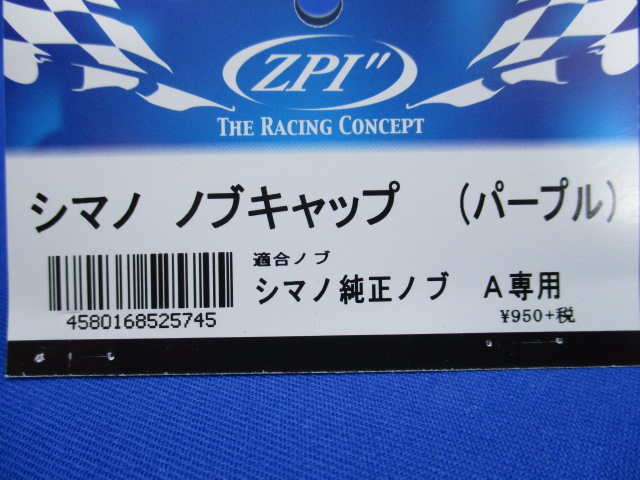 ZPI"
THE RACING CONCEPT
シマノ ノブキャップ (パープル)
適合ノブ
シマノ純正ノブ A専用
¥950+税
4580168525745